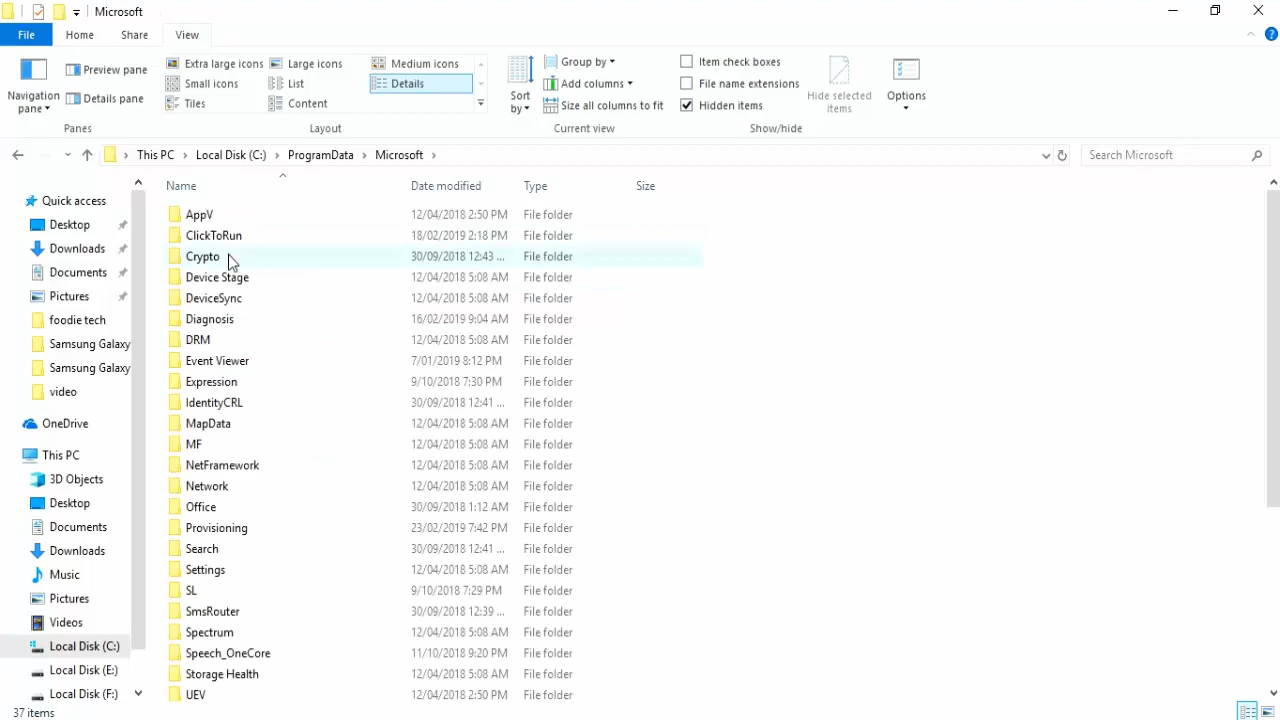 Microsoft
File Home Share View
Preview pane
Details pane
Navigation pane
Panes
Extra large icons Large icons Medium icons
Small icons List Details
Tiles Content
Layout
Sort by
Group by
Add columns
Size all columns to fit
Current view
Item check boxes
File name extensions
Hidden items
Hide selected items
Show/hide
Options
This PC > Local Disk (C:) > ProgramData > Microsoft >
Search Microsoft
Quick access
Desktop
Downloads
Documents
Pictures
foodie tech
Samsung Galaxy
Samsung Galaxy
video
OneDrive
This PC
3D Objects
Desktop
Documents
Downloads
Music
Pictures
Videos
Local Disk (C:)
Local Disk (E:)
Local Disk (F:)
Name Date modified Type Size
AppV 12/04/2018 2:50 PM File folder
ClickToRun 18/02/2019 2:18 PM File folder
Crypto 30/09/2018 12:43 ... File folder
Device Stage 12/04/2018 5:08 AM File folder
DeviceSync 12/04/2018 5:08 AM File folder
Diagnosis 16/02/2019 9:04 AM File folder
DRM 12/04/2018 5:08 AM File folder
Event Viewer 7/01/2019 8:12 PM File folder
Expression 9/10/2018 7:30 PM File folder
IdentityCRL 30/09/2018 12:41 ... File folder
MapData 12/04/2018 5:08 AM File folder
MF 12/04/2018 5:08 AM File folder
NetFramework 12/04/2018 5:08 AM File folder
Network 12/04/2018 5:08 AM File folder
Office 30/09/2018 1:12 AM File folder
Provisioning 23/02/2019 7:42 PM File folder
Search 30/09/2018 12:41 ... File folder
Settings 12/04/2018 5:08 AM File folder
SL 9/10/2018 7:29 PM File folder
SmsRouter 30/09/2018 12:39 ... File folder
Spectrum 12/04/2018 5:08 AM File folder
Speech_OneCore 11/10/2018 9:20 PM File folder
Storage Health 12/04/2018 5:08 AM File folder
UEV 12/04/2018 2:50 PM File folder
37 items